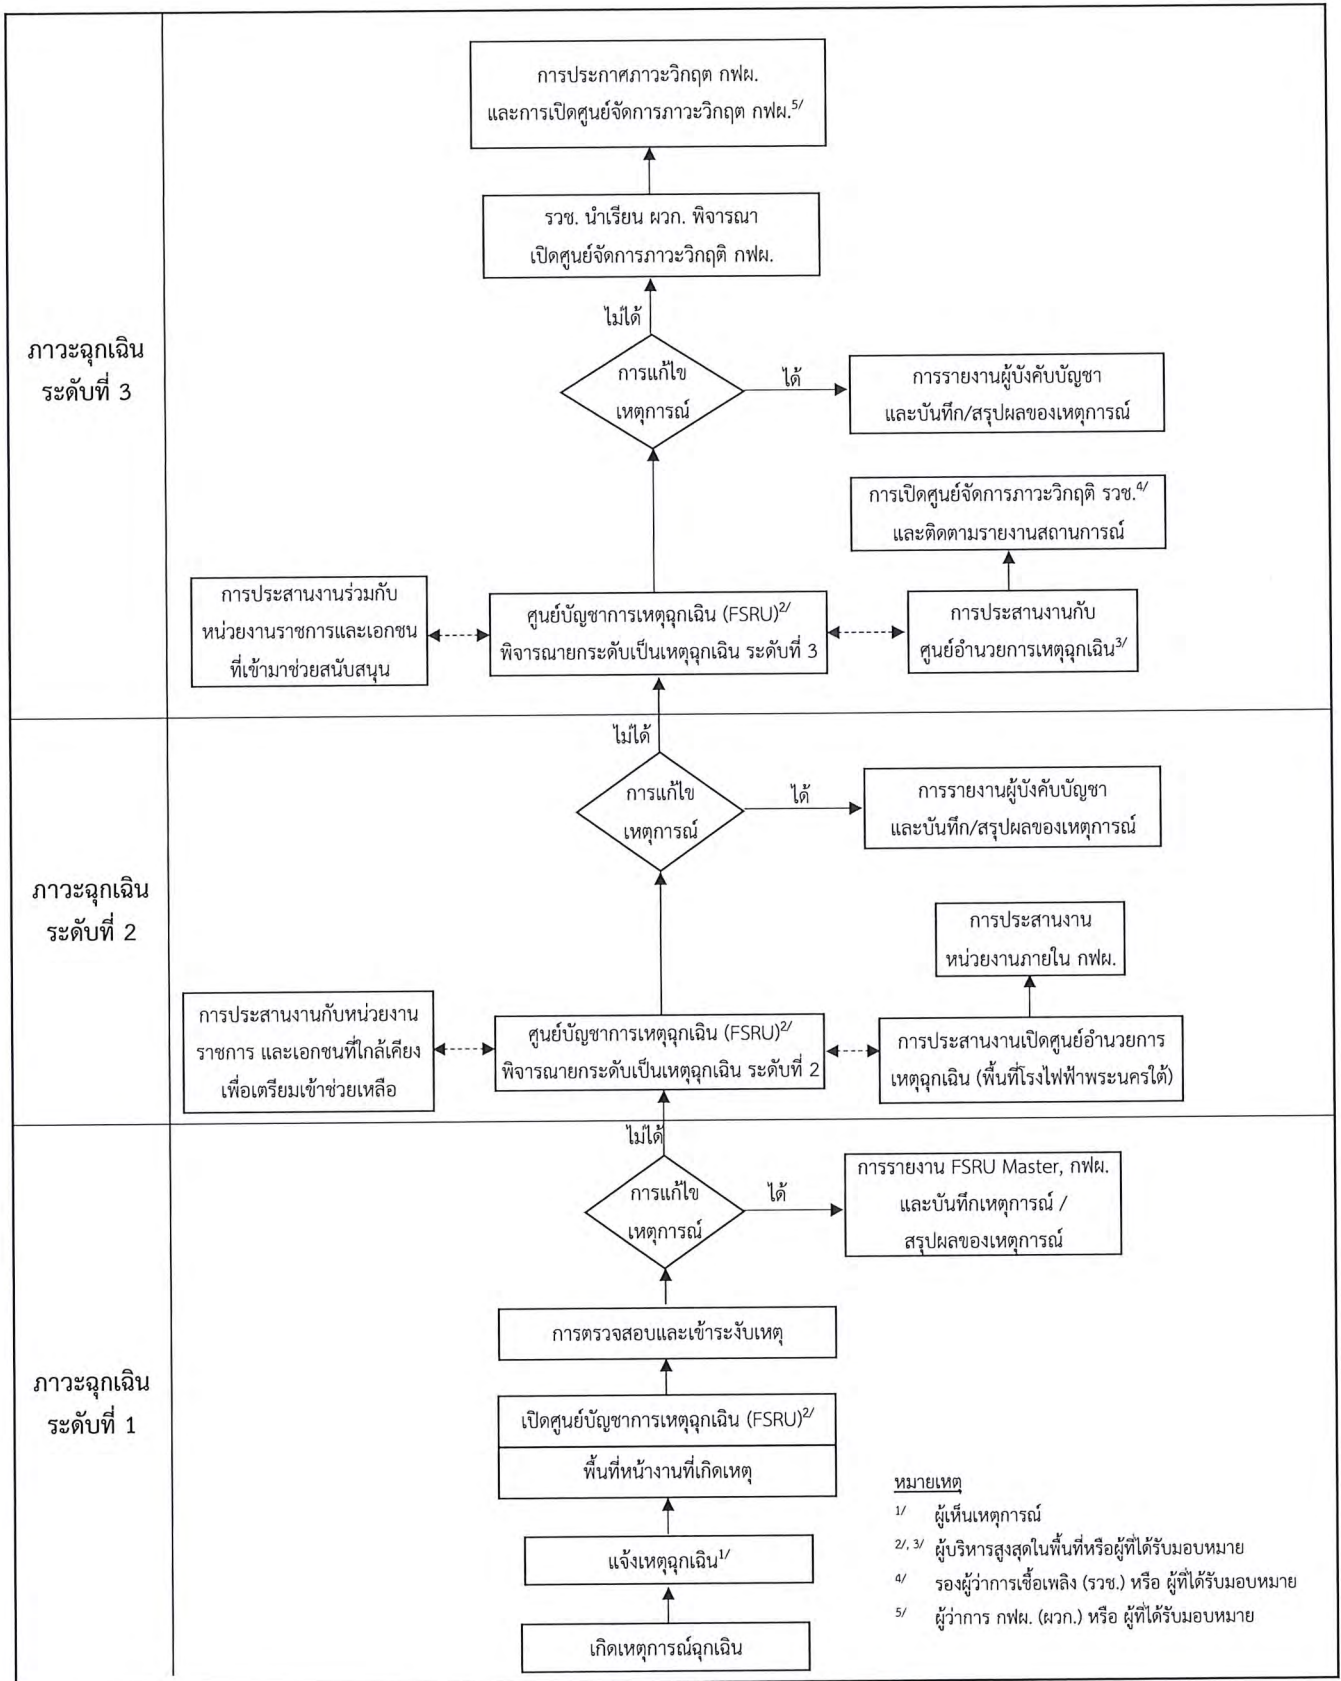 การประกาศภาวะวิกฤต กฟผ.
และการเปิดศูนย์จัดการภาวะวิกฤต กฟผ.5/
รวช. นำเรียน ผวก. พิจารณา
เปิดศูนย์จัดการภาวะวิกฤติ กฟผ.
ไม่ได้
ภาวะฉุกเฉิน
ระดับที่ 3
การแก้ไข
เหตุการณ์
ได้
การรายงานผู้บังคับบัญชา
และบันทึก/สรุปผลของเหตุการณ์
การเปิดศูนย์จัดการภาวะวิกฤติ รวช.4/
และติดตามรายงานสถานการณ์
การประสานงานร่วมกับ
หน่วยงานราชการและเอกชน
ที่เข้ามาช่วยสนับสนุน
ศูนย์บัญชาการเหตุฉุกเฉิน (FSRU)2/
พิจารณายกระดับเป็นเหตุฉุกเฉิน ระดับที่ 3
การประสานงานกับ
ศูนย์อำนวยการเหตุฉุกเฉิน3/
ไม่ได้
การแก้ไข
เหตุการณ์
ได้
การรายงานผู้บังคับบัญชา
และบันทึก/สรุปผลของเหตุการณ์
ภาวะฉุกเฉิน
ระดับที่ 2
การประสานงาน
หน่วยงานภายใน กฟผ.
การประสานงานกับหน่วยงาน
ราชการ และเอกชนที่ใกล้เคียง
เพื่อเตรียมเข้าช่วยเหลือ
ศูนย์บัญชาการเหตุฉุกเฉิน (FSRU)2/
พิจารณายกระดับเป็นเหตุฉุกเฉิน ระดับที่ 2
การประสานงานเปิดศูนย์อำนวยการ
เหตุฉุกเฉิน (พื้นที่โรงไฟฟ้าพระนครใต้)
ไม่ได้
การแก้ไข
เหตุการณ์
ได้
การรายงาน FSRU Master, กฟผ.
และบันทึกเหตุการณ์ /
สรุปผลของเหตุการณ์
การตรวจสอบและเข้าระงับเหตุ
ภาวะฉุกเฉิน
ระดับที่ 1
เปิดศูนย์บัญชาการเหตุฉุกเฉิน (FSRU)2/
พื้นที่หน้างานที่เกิดเหตุ
แจ้งเหตุฉุกเฉิน1/
เกิดเหตุการณ์ฉุกเฉิน
หมายเหตุ
1/ ผู้เห็นเหตุการณ์
2/, 3/ ผู้บริหารสูงสุดในพื้นที่หรือผู้ที่ได้รับมอบหมาย
4/ รองผู้ว่าการเชื้อเพลิง (รวช.) หรือ ผู้ที่ได้รับมอบหมาย
5/ ผู้ว่าการ กฟผ. (ผวก.) หรือ ผู้ที่ได้รับมอบหมาย